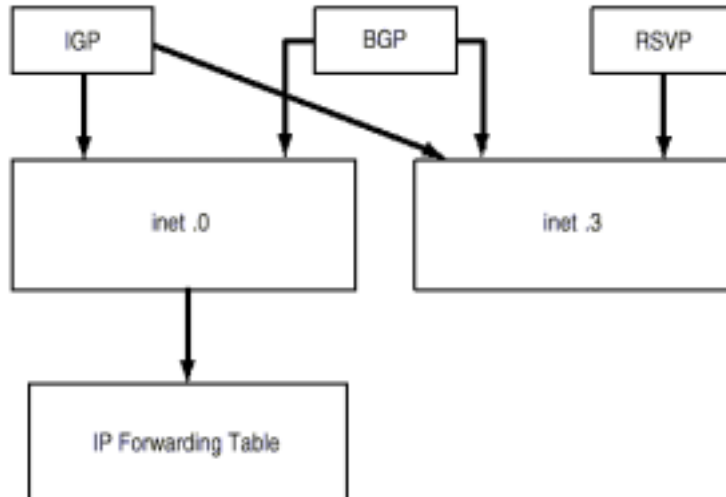 IGP
BGP
RSVP
inet .0
inet .3
IP Forwarding Table